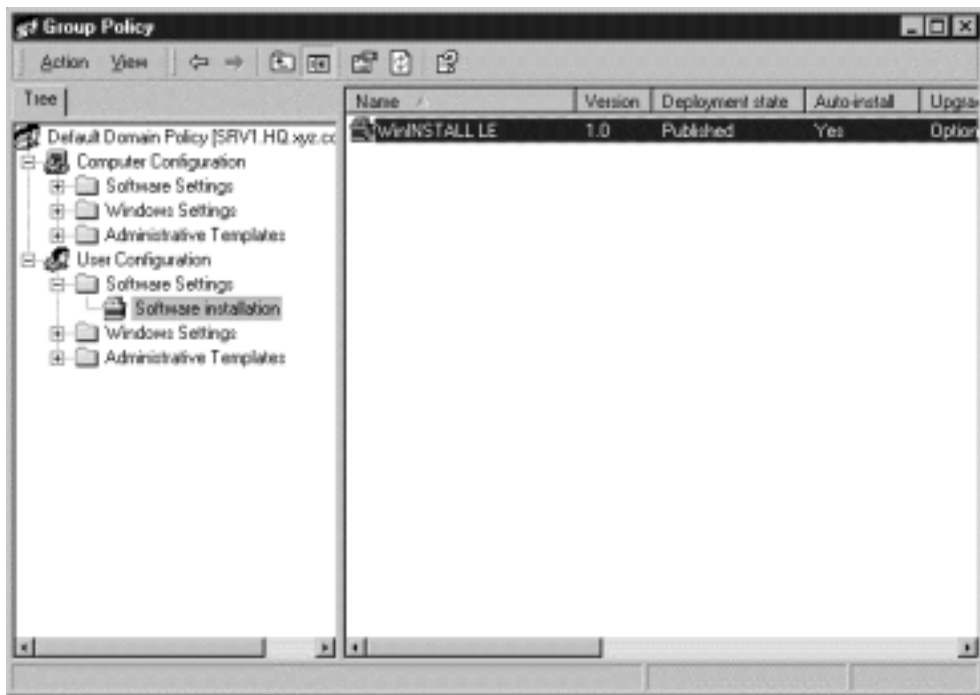 Group Policy
Action View
Tree
Name Version Deployment state Auto-install Upgra
Default Domain Policy [SRV1.HQ.xyz.cc
WinINSTALL LE 1.0 Published Yes Option
Computer Configuration
Software Settings
Windows Settings
Administrative Templates
User Configuration
Software Settings
Software installation
Windows Settings
Administrative Templates